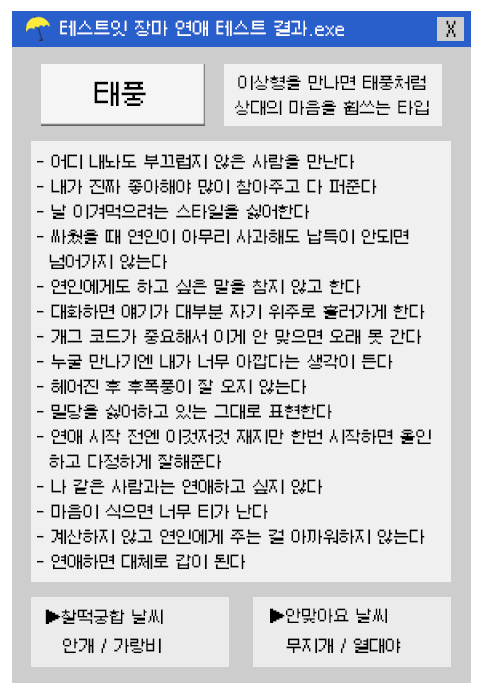 테스트잇 장마 연애 테스트 결과.exe
X
태풍
이상형을 만나면 태풍처럼
상대의 마음을 휩쓰는 타입
- 어디 내놔도 부끄럽지 않은 사람을 만난다
- 내가 진짜 좋아해야 많이 참아주고 다 퍼준다
- 날 이겨먹으려는 스타일을 싫어한다
- 싸웠을 때 연인이 아무리 사과해도 납득이 안되면
넘어가지 않는다
- 연인에게도 하고 싶은 말을 참지 않고 한다
- 대화하면 얘기가 대부분 자기 위주로 흘러가게 한다
- 개그 코드가 중요해서 이게 안 맞으면 오래 못 간다
- 누굴 만나기엔 내가 너무 아깝다는 생각이 든다
- 헤어진 후 후폭풍이 잘 오지 않는다
- 밀당을 싫어하고 있는 그대로 표현한다
- 연애 시작 전엔 이것저것 재지만 한번 시작하면 올인
하고 다정하게 잘해준다
- 나 같은 사람과는 연애하고 싶지 않다
- 마음이 식으면 너무 티가 난다
- 계산하지 않고 연인에게 주는 걸 아까워하지 않는다
- 연애하면 대체로 갑이 된다
▶찰떡궁합 날씨
안개 / 가랑비
▶안맞아요 날씨
무지개 / 열대야